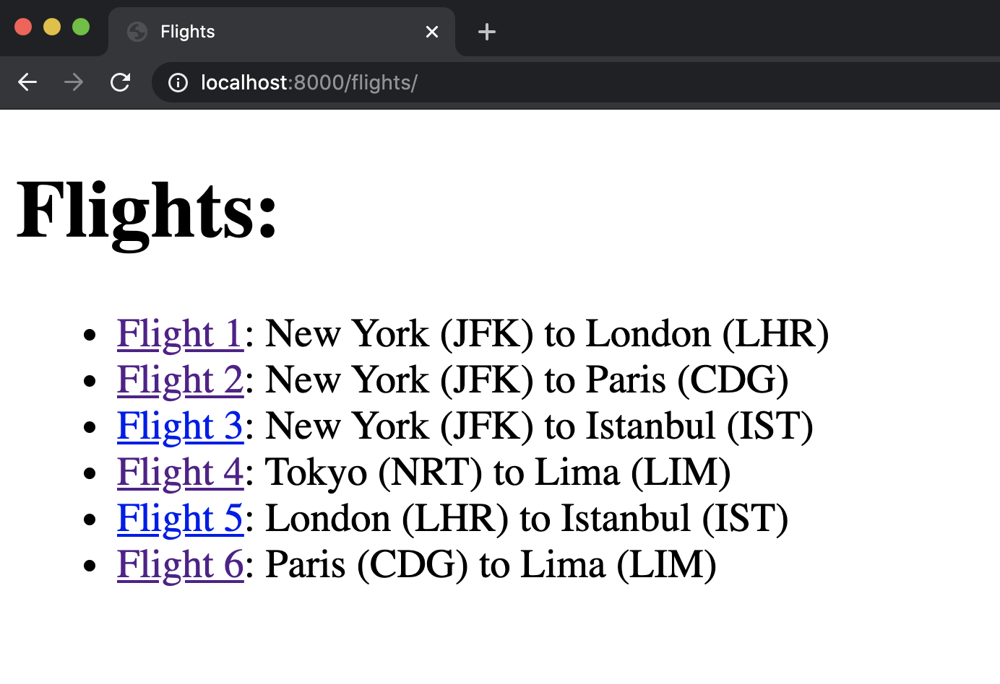 Flights
localhost:8000/flights/
Flights:
Flight 1: New York (JFK) to London (LHR)
Flight 2: New York (JFK) to Paris (CDG)
Flight 3: New York (JFK) to Istanbul (IST)
Flight 4: Tokyo (NRT) to Lima (LIM)
Flight 5: London (LHR) to Istanbul (IST)
Flight 6: Paris (CDG) to Lima (LIM)